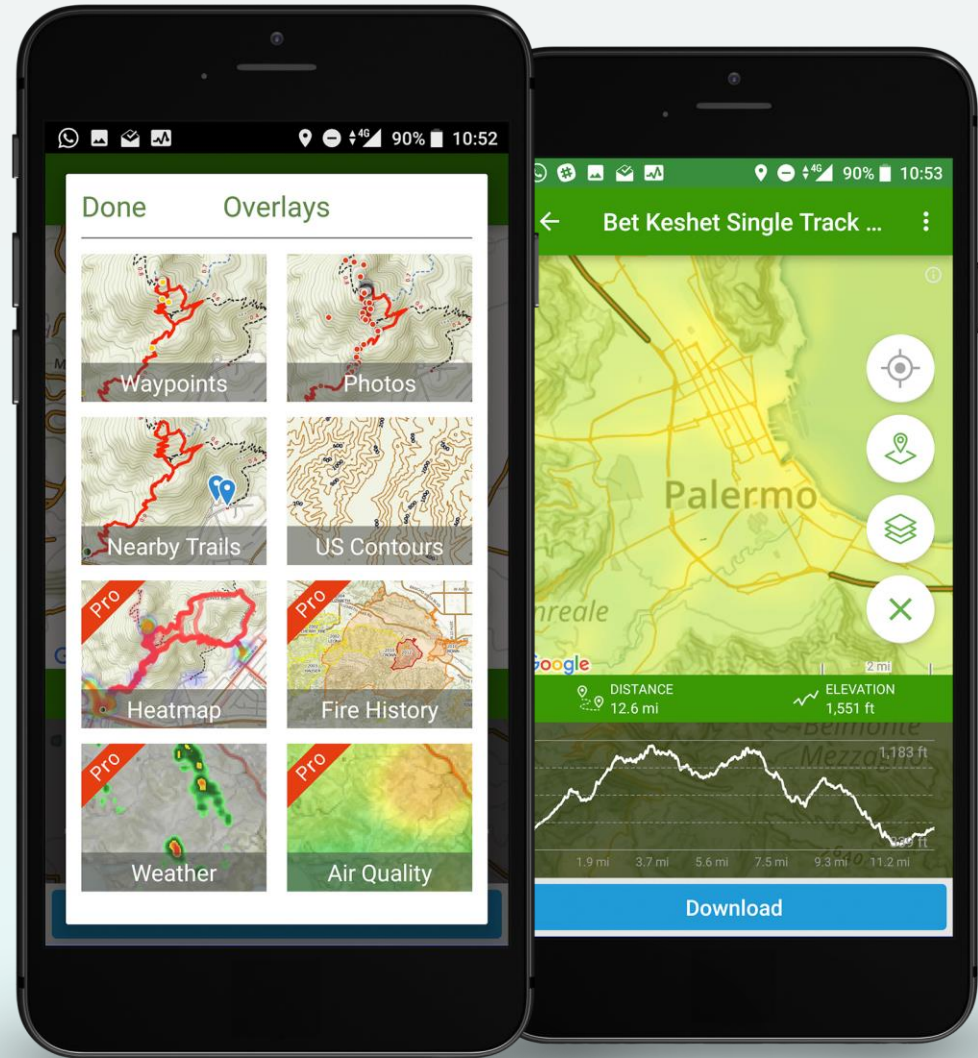 90% 10:52
Done Overlays
Waypoints Photos
Nearby Trails US Contours
Pro Pro
Heatmap Fire History
Pro Pro
Weather Air Quality
4G 90% 10:53
Bet Keshet Single Track ...
Palermo
Google
2 mi
DISTANCE ELEVATION
12.6 mi 1,551 ft
1,183 ft
1.9 mi 3.7 mi 5.6 mi 7.5 mi 9.3 mi 11.2 mi
Download